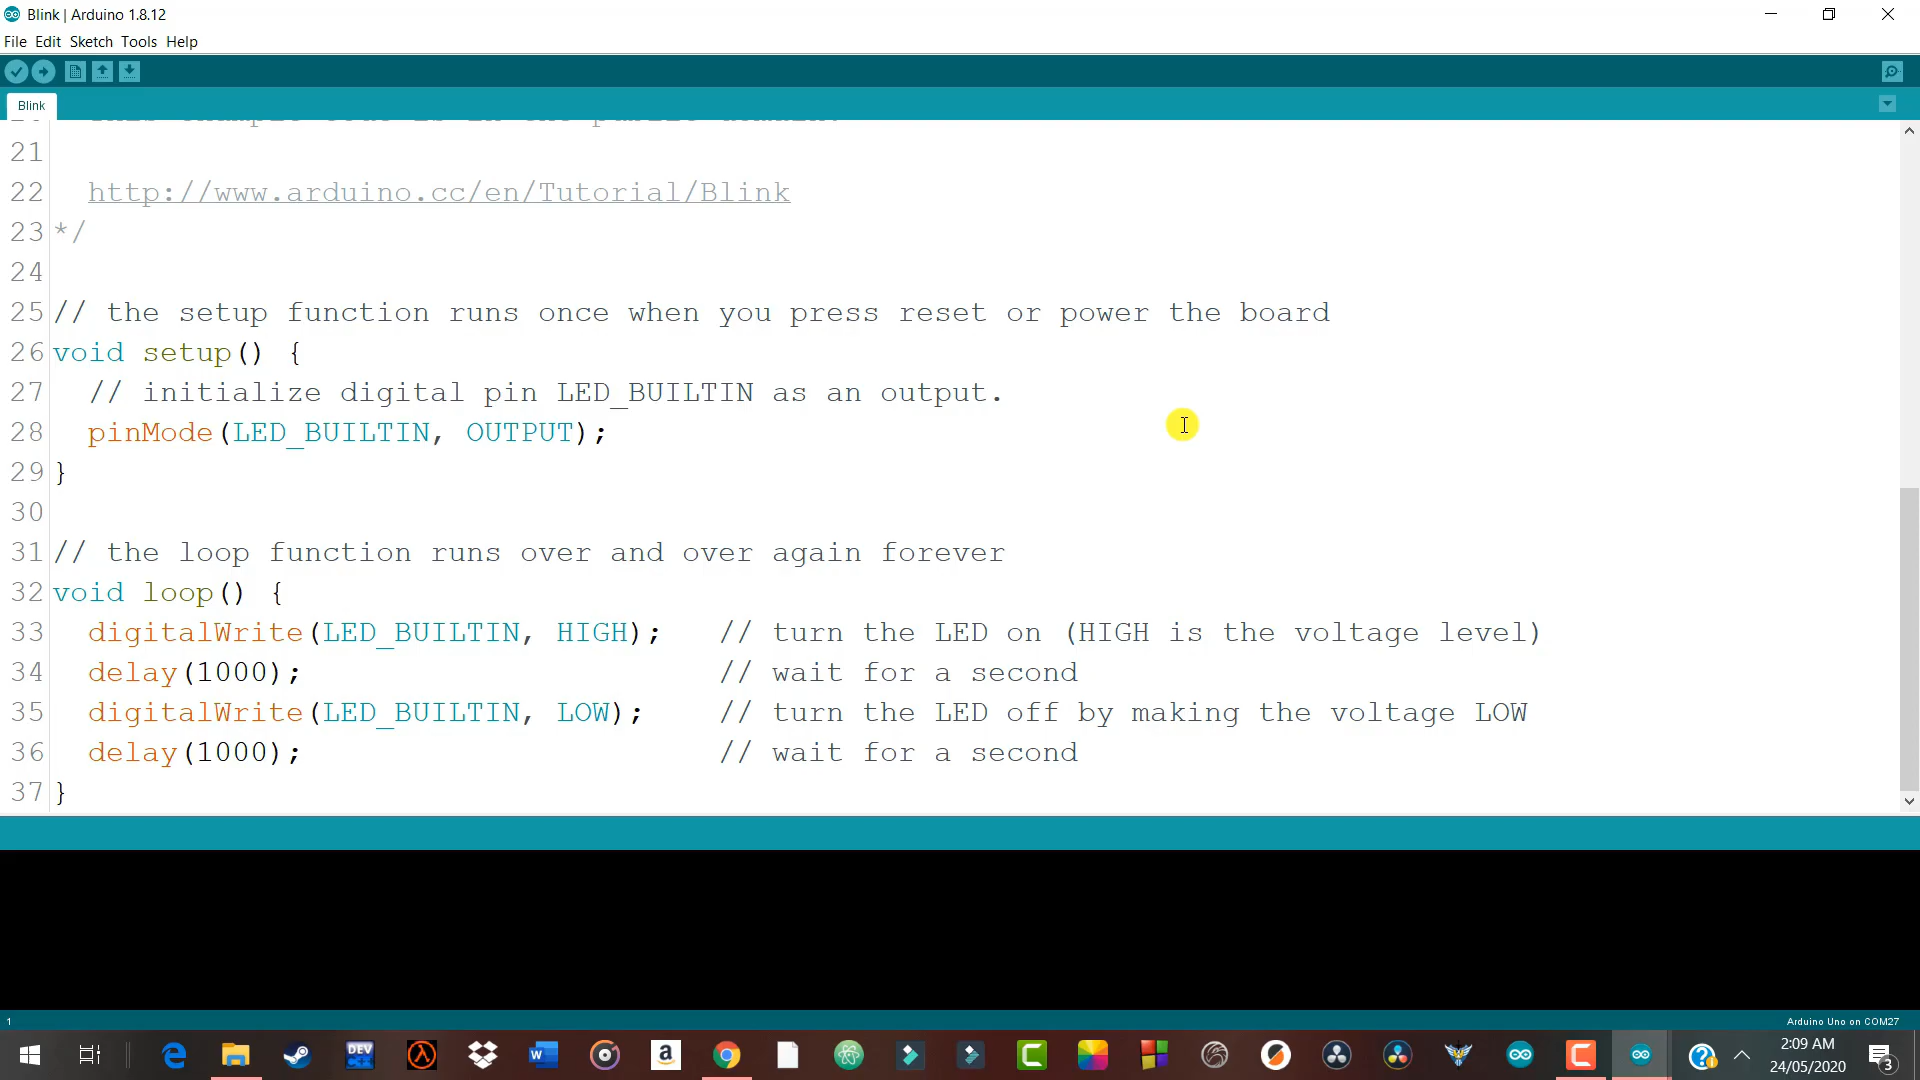 Blink | Arduino 1.8.12
File Edit Sketch Tools Help
Blink
21
22   http://www.arduino.cc/en/Tutorial/Blink
23 */
24
25 // the setup function runs once when you press reset or power the board
26 void setup() {
27   // initialize digital pin LED_BUILTIN as an output.
28   pinMode(LED_BUILTIN, OUTPUT);
29 }
30
31 // the loop function runs over and over again forever
32 void loop() {
33   digitalWrite(LED_BUILTIN, HIGH);   // turn the LED on (HIGH is the voltage level)
34   delay(1000);                       // wait for a second
35   digitalWrite(LED_BUILTIN, LOW);    // turn the LED off by making the voltage LOW
36   delay(1000);                       // wait for a second
37 }
1
Arduino Uno on COM27
DEV
2:09 AM
24/05/2020
3